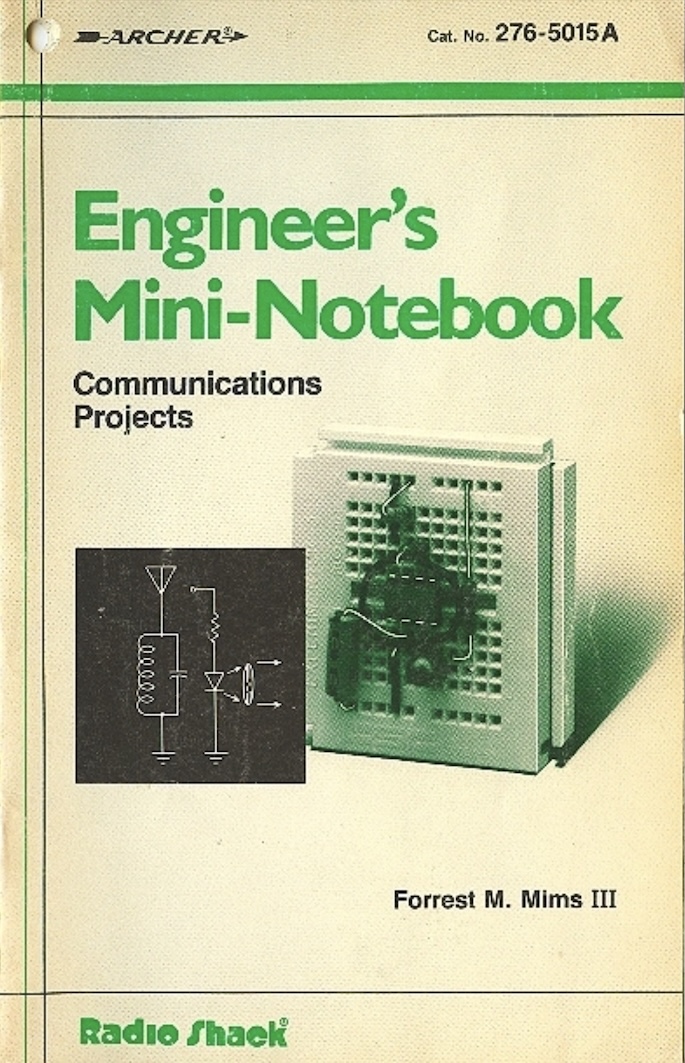 ARCHER®
Cat. No. 276-5015A
Engineer's
Mini-Notebook
Communications
Projects
Forrest M. Mims III
Radio Shack®